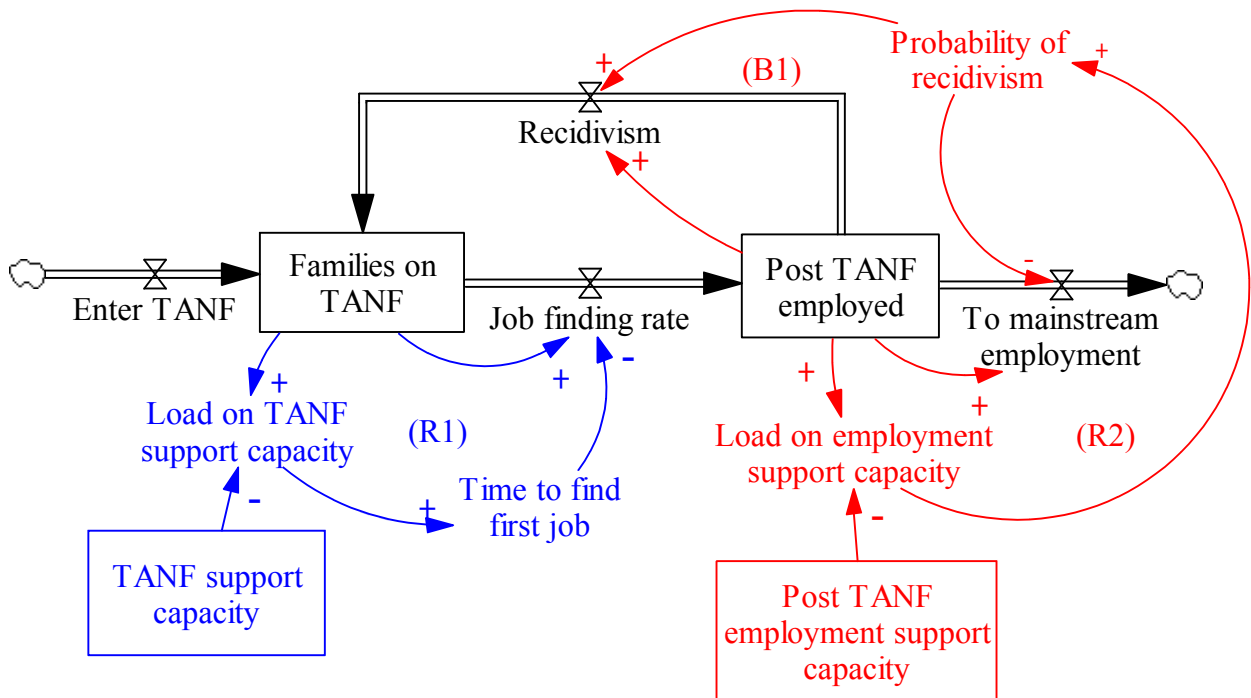 Probability of
recidivism
+
+
(B1)
Recidivism
+
Families on
TANF
Post TANF
employed
-
Enter TANF
Job finding rate
To mainstream
employment
-
+
+
+
+
Load on TANF
support capacity
(R1)
Load on employment
support capacity
(R2)
Time to find
first job
-
+
-
TANF support
capacity
Post TANF
employment support
capacity